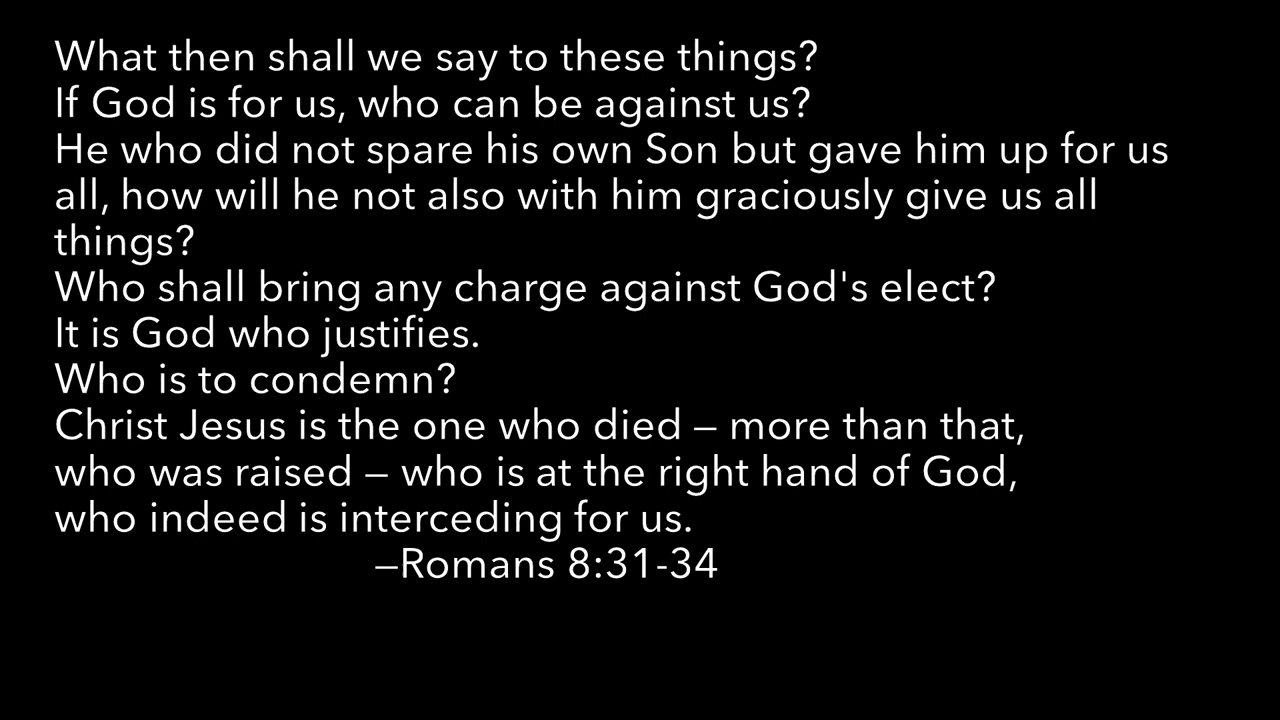 What then shall we say to these things?
If God is for us, who can be against us?
He who did not spare his own Son but gave him up for us
all, how will he not also with him graciously give us all
things?
Who shall bring any charge against God's elect?
It is God who justifies.
Who is to condemn?
Christ Jesus is the one who died – more than that,
who was raised – who is at the right hand of God,
who indeed is interceding for us.
–Romans 8:31-34